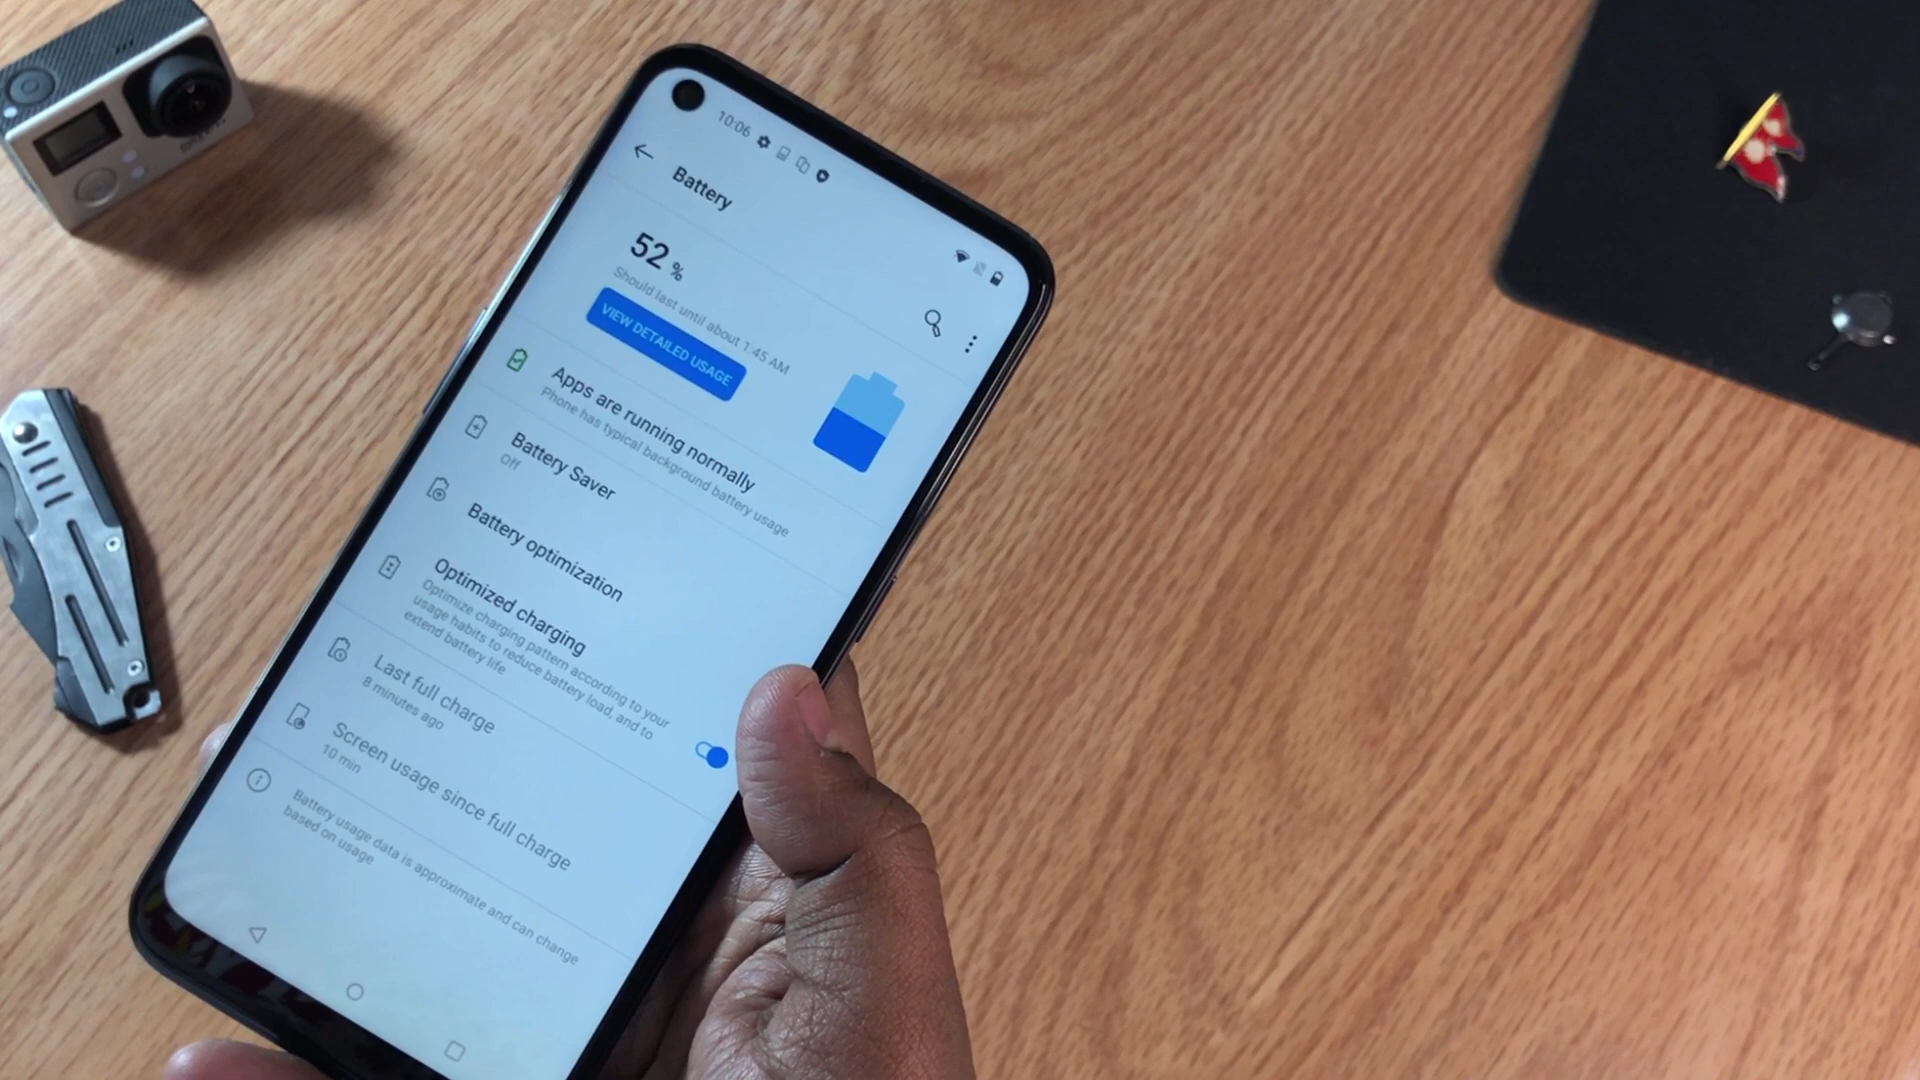 10:06
Battery
52 %
Should last until about 1:45 AM
VIEW DETAILED USAGE
Apps are running normally
Phone has typical background battery usage
Battery Saver
Off
Battery optimization
Optimized charging
Optimize charging pattern according to your
usage habits to reduce battery load, and to
extend battery life
Last full charge
8 minutes ago
Screen usage since full charge
10 min
Battery usage data is approximate and can change
based on usage